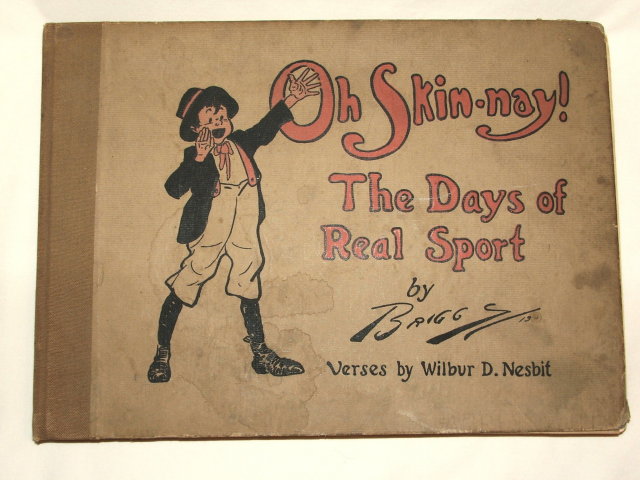 Oh Skin-nay!
The Days of
Real Sport
by
BRIGGS
Verses by Wilbur D. Nesbit